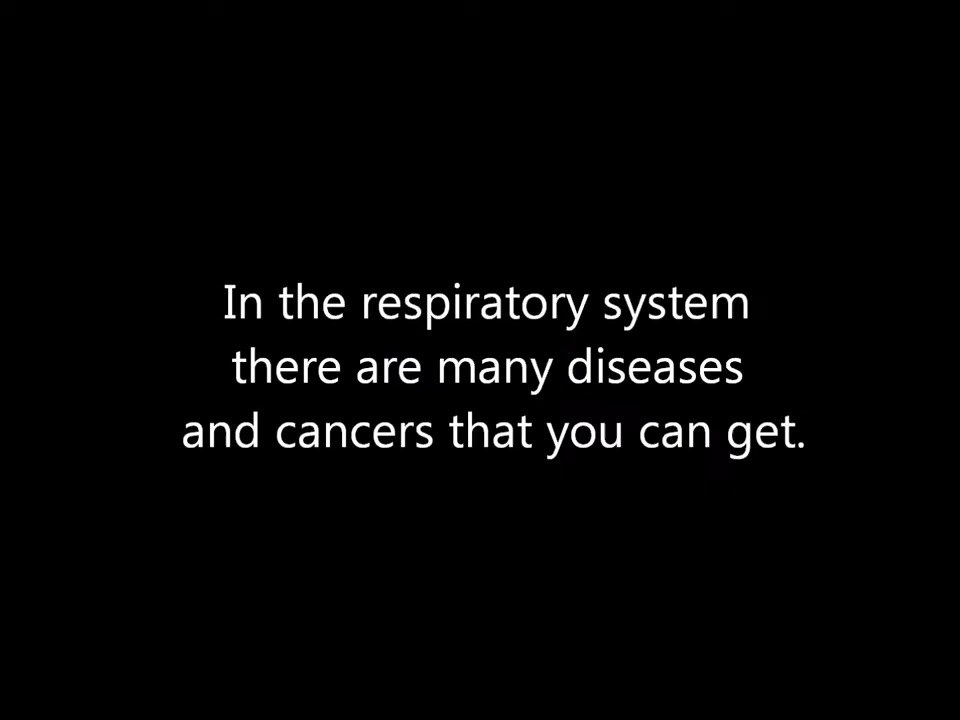 In the respiratory system
there are many diseases
and cancers that you can get.